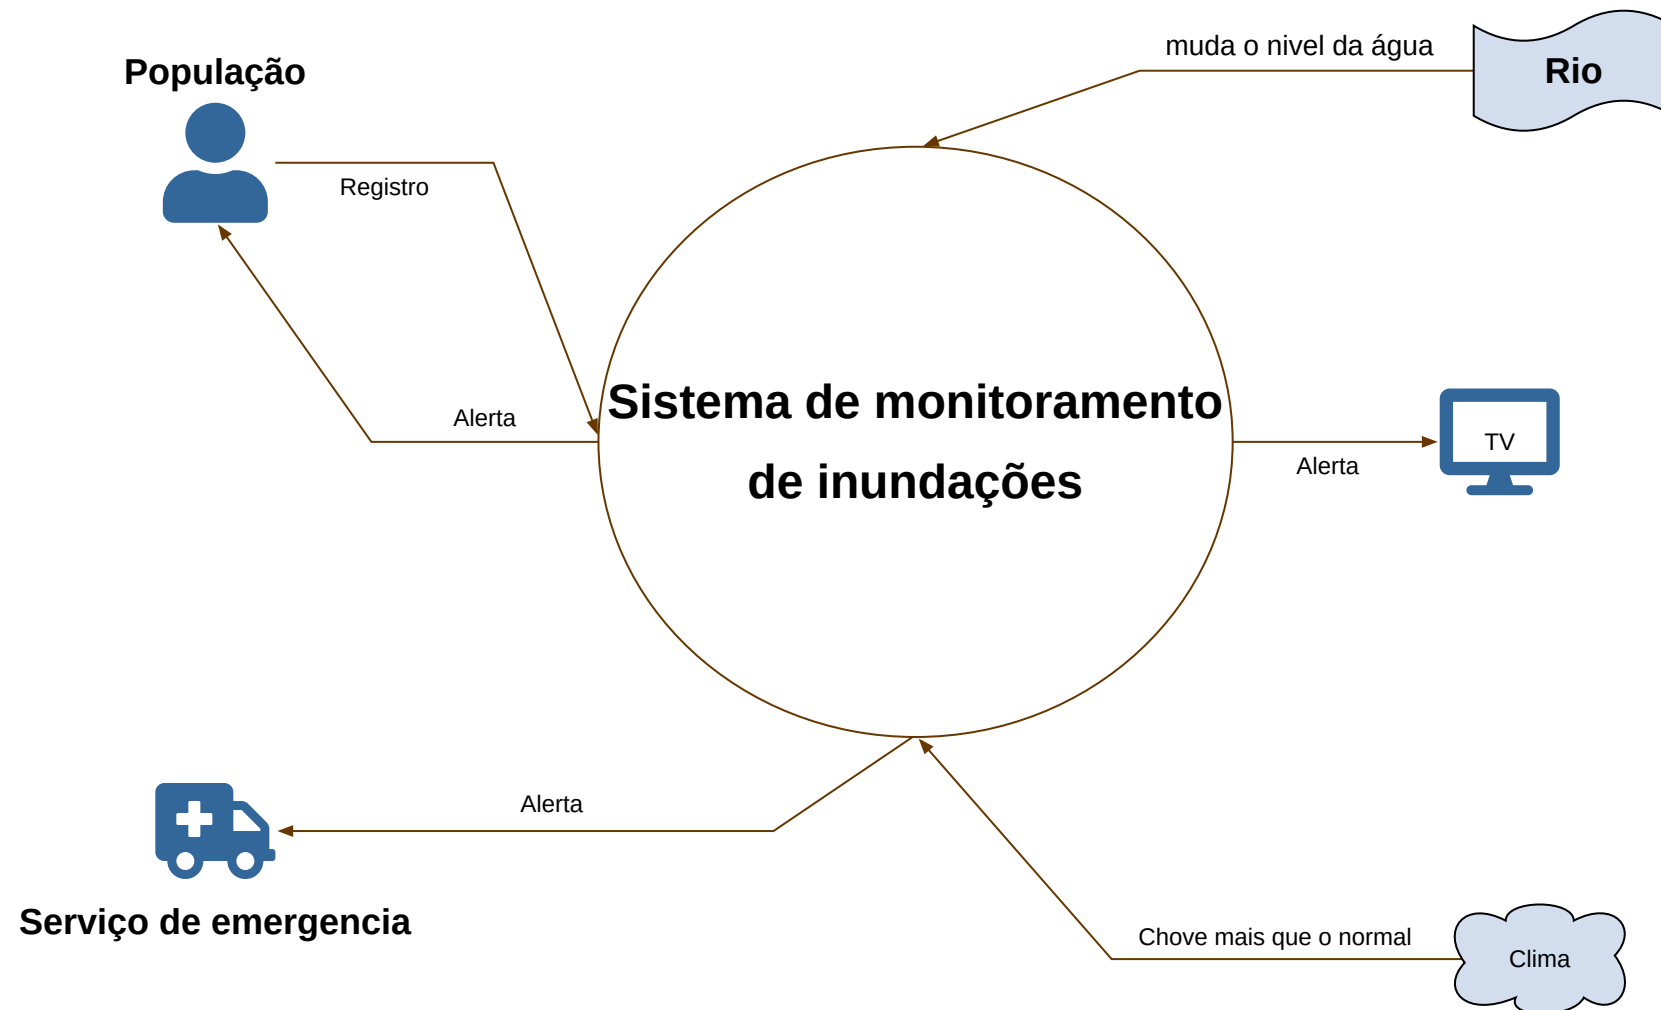 muda o nivel da água
Rio
População
Registro
Sistema de monitoramento
de inundações
Alerta
TV
Alerta
Alerta
Serviço de emergencia
Chove mais que o normal
Clima